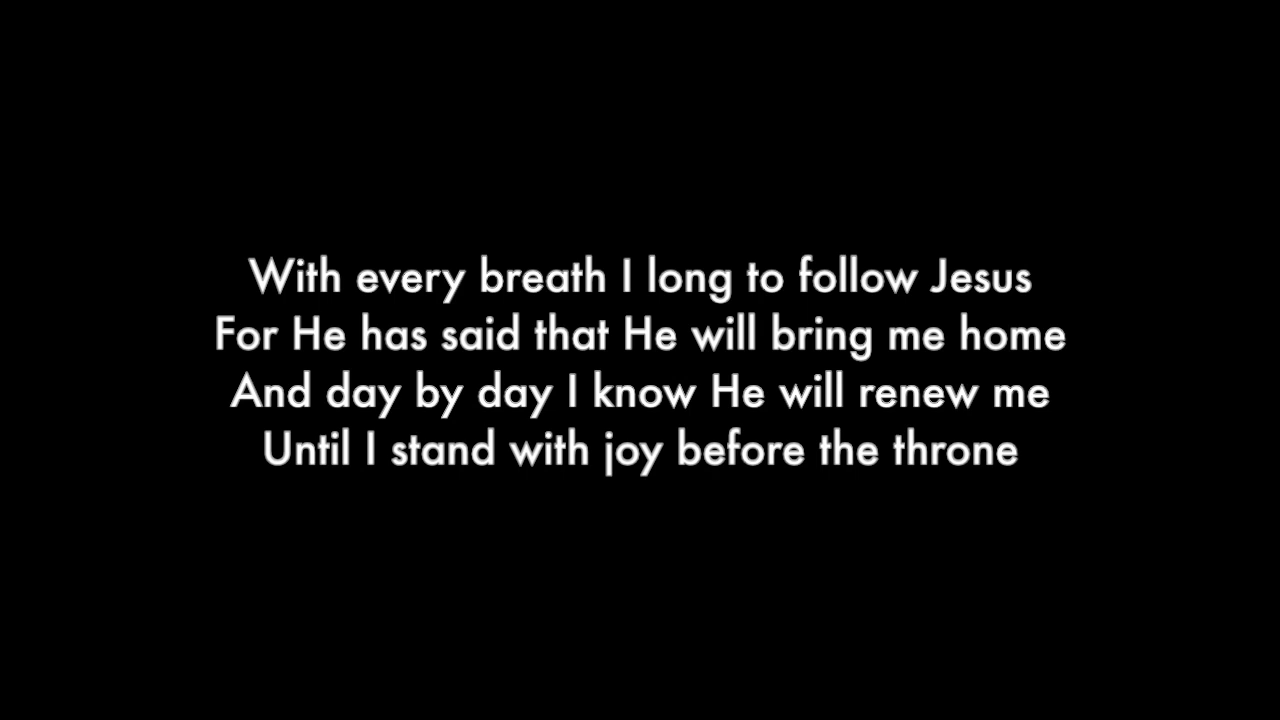 With every breath I long to follow Jesus
For He has said that He will bring me home
And day by day I know He will renew me
Until I stand with joy before the throne